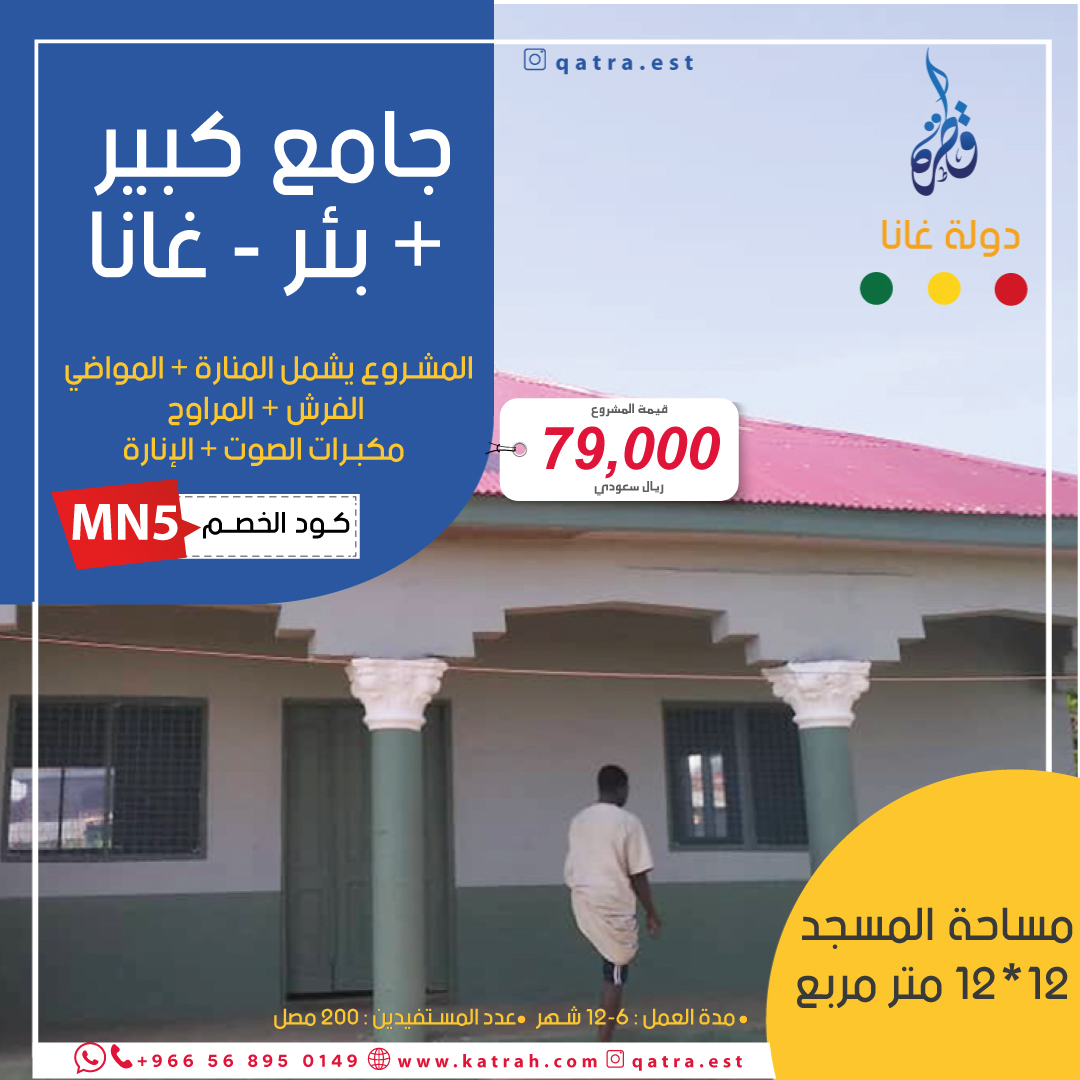 qatra.est
قطرة
جامع كبير
+ بئر - غانا
دولة غانا
المشروع يشمل المنارة + المواضي
الفرش + المراوح
مكبرات الصوت + الإنارة
قيمة المشروع
79,000
ريال سعودي
كود الخصم MN5
مساحة المسجد
12*12 متر مربع
• مدة العمل : 6-12 شهر •عدد المستفيدين : 200 مصل
+966 56 895 0149 www.katrah.com qatra.est